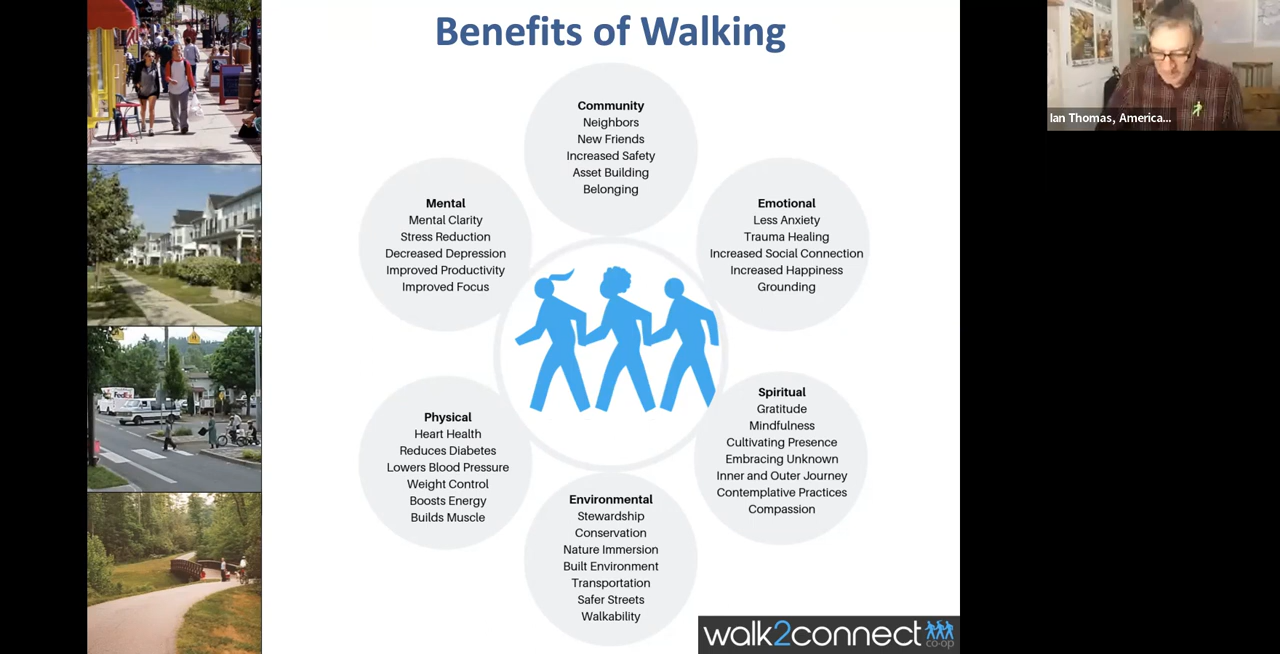 Benefits of Walking
Community
Neighbors
New Friends
Increased Safety
Asset Building
Belonging
Mental
Mental Clarity
Stress Reduction
Decreased Depression
Improved Productivity
Improved Focus
Emotional
Less Anxiety
Trauma Healing
Increased Social Connection
Increased Happiness
Grounding
Physical
Heart Health
Reduces Diabetes
Lowers Blood Pressure
Weight Control
Boosts Energy
Builds Muscle
Spiritual
Gratitude
Mindfulness
Cultivating Presence
Embracing Unknown
Inner and Outer Journey
Contemplative Practices
Compassion
Environmental
Stewardship
Conservation
Nature Immersion
Built Environment
Transportation
Safer Streets
Walkability
walk2connect
co-op
FedEx
Ian Thomas, America...